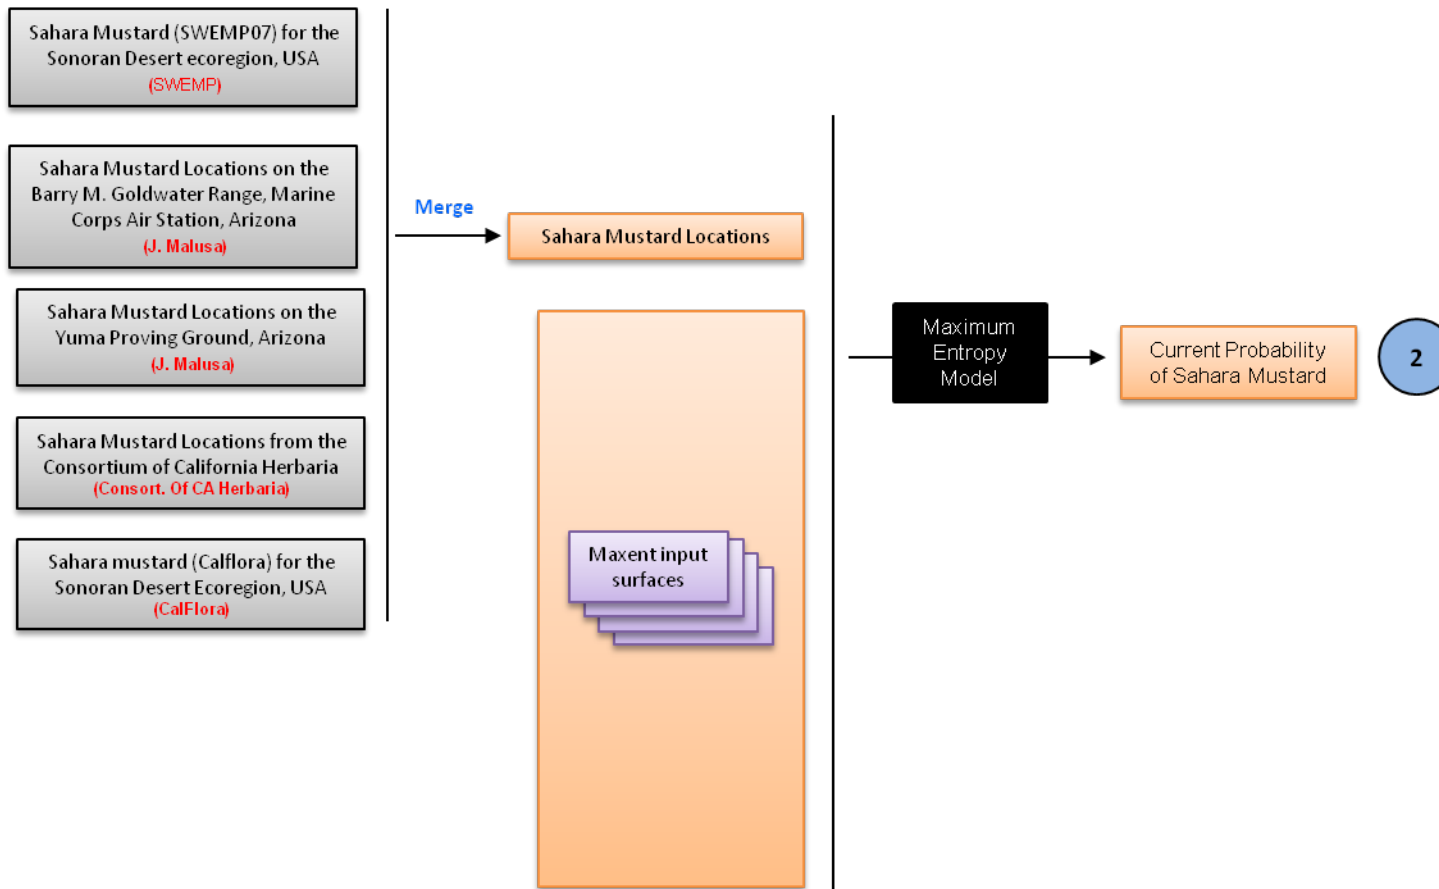 Sahara Mustard (SWEMP07) for the
Sonoran Desert ecoregion, USA
(SWEMP)
Sahara Mustard Locations on the
Barry M. Goldwater Range, Marine
Corps Air Station, Arizona
(J. Malusa)
Sahara Mustard Locations on the
Yuma Proving Ground, Arizona
(J. Malusa)
Sahara Mustard Locations from the
Consortium of California Herbaria
(Consort. Of CA Herbaria)
Sahara mustard (Calflora) for the
Sonoran Desert Ecoregion, USA
(CalFlora)
Merge
Sahara Mustard Locations
Maxent input
surfaces
Maximum
Entropy
Model
Current Probability
of Sahara Mustard
2